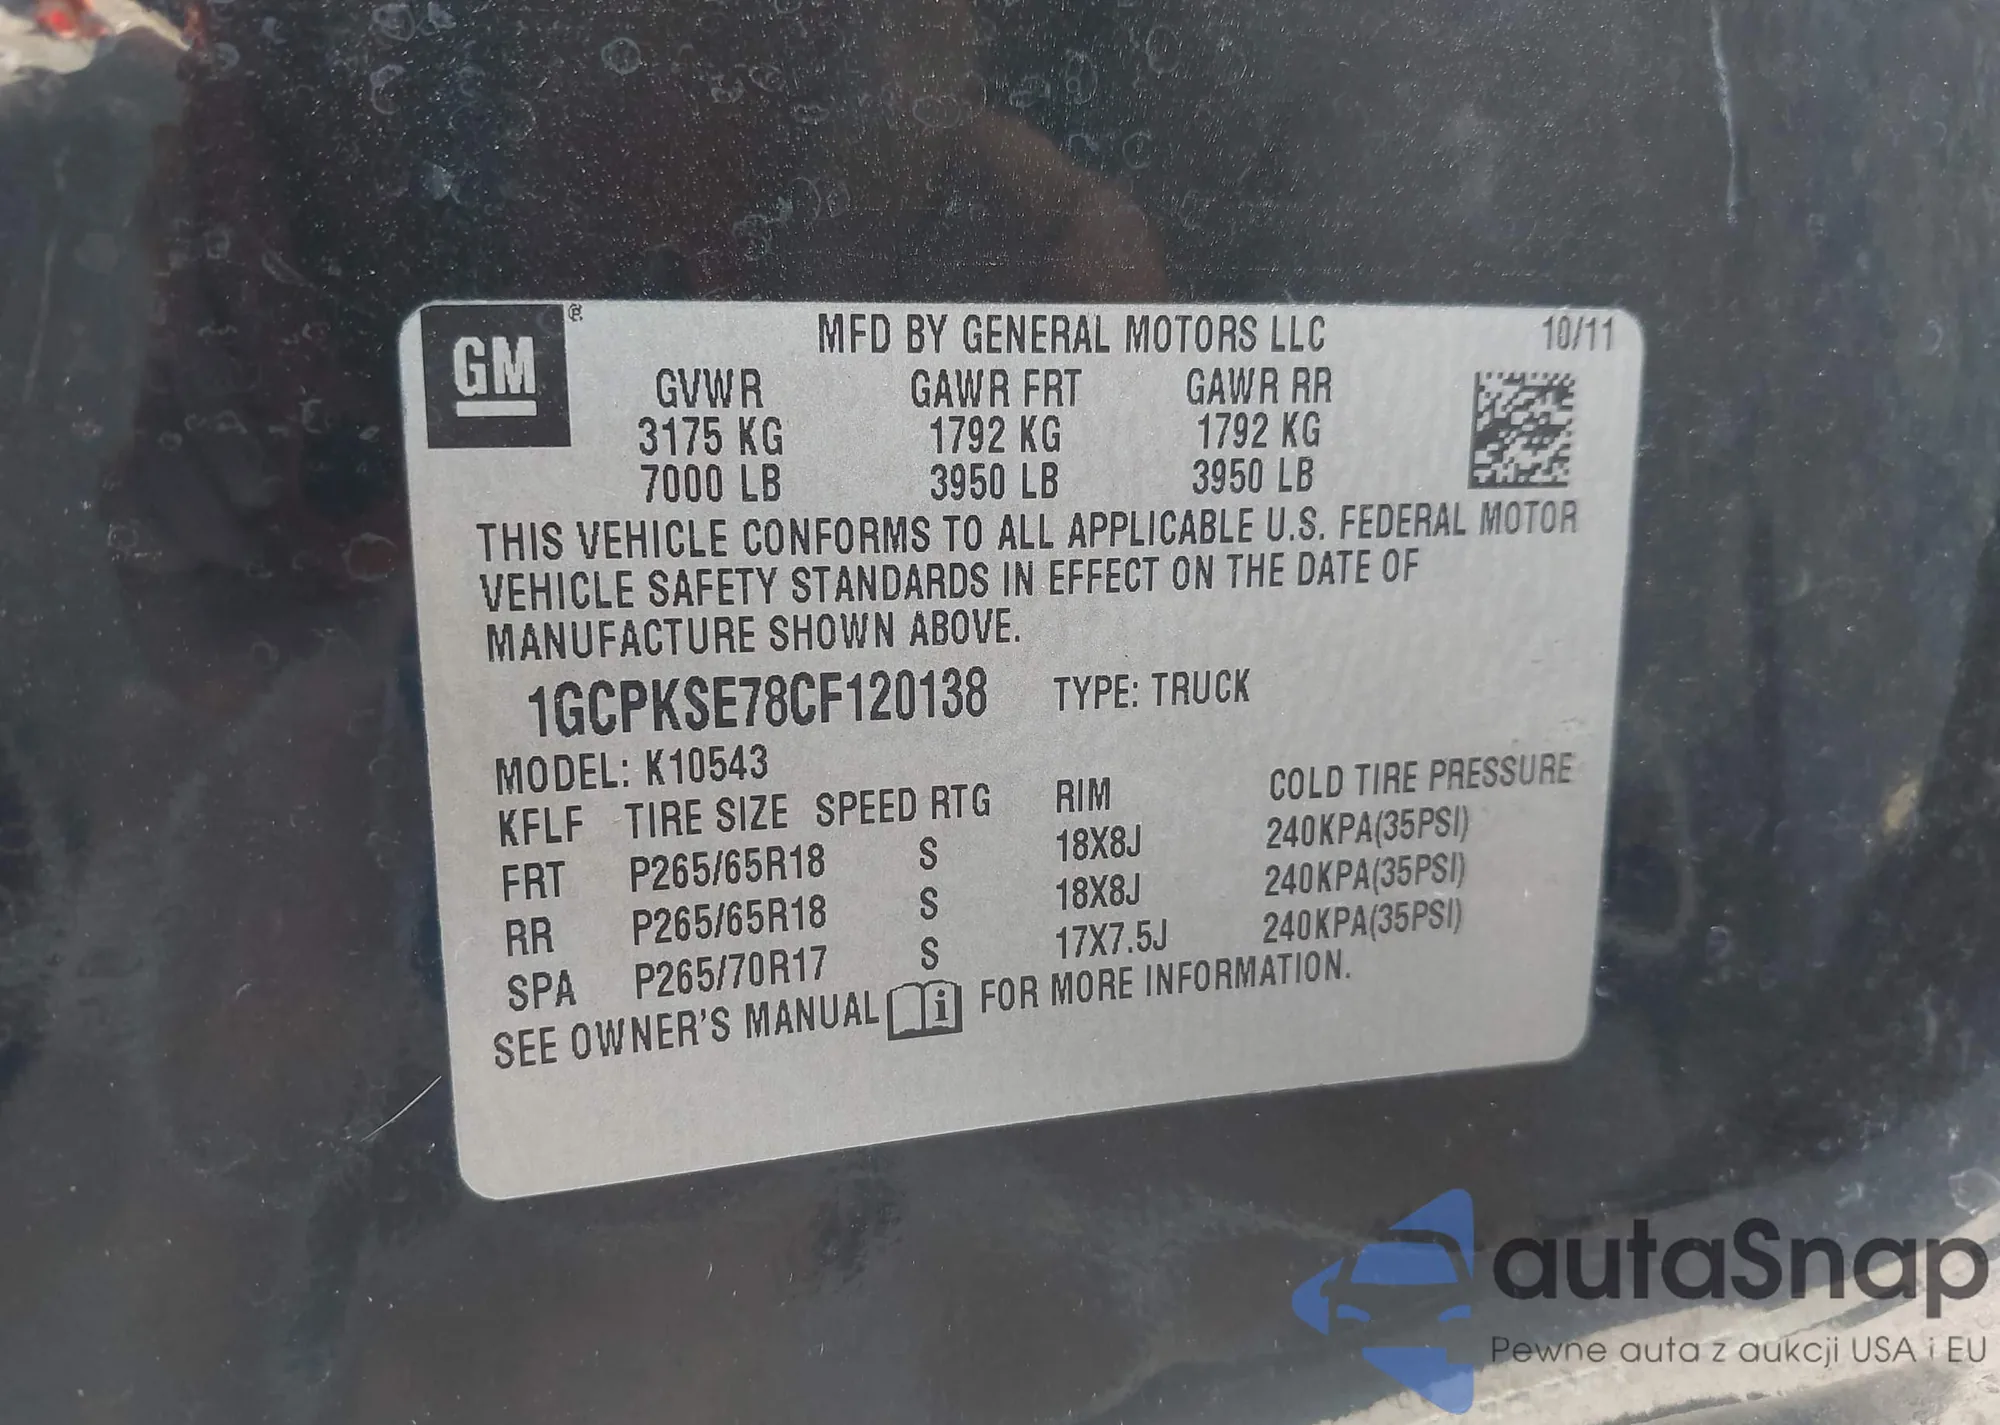 GM
MFD BY GENERAL MOTORS LLC 10/11
GVWR GAWR FRT GAWR RR
3175 KG 1792 KG 1792 KG
7000 LB 3950 LB 3950 LB
THIS VEHICLE CONFORMS TO ALL APPLICABLE U.S. FEDERAL MOTOR
VEHICLE SAFETY STANDARDS IN EFFECT ON THE DATE OF
MANUFACTURE SHOWN ABOVE.
1GCPKSE78CF120138 TYPE: TRUCK
MODEL: K10543
KFLF TIRE SIZE SPEED RTG RIM COLD TIRE PRESSURE
FRT P265/65R18 S 18X8J 240KPA(35PSI)
RR P265/65R18 S 18X8J 240KPA(35PSI)
SPA P265/70R17 S 17X7.5J 240KPA(35PSI)
SEE OWNER'S MANUAL i FOR MORE INFORMATION.
autaSnap
Pewne auta z aukcji USA i EU